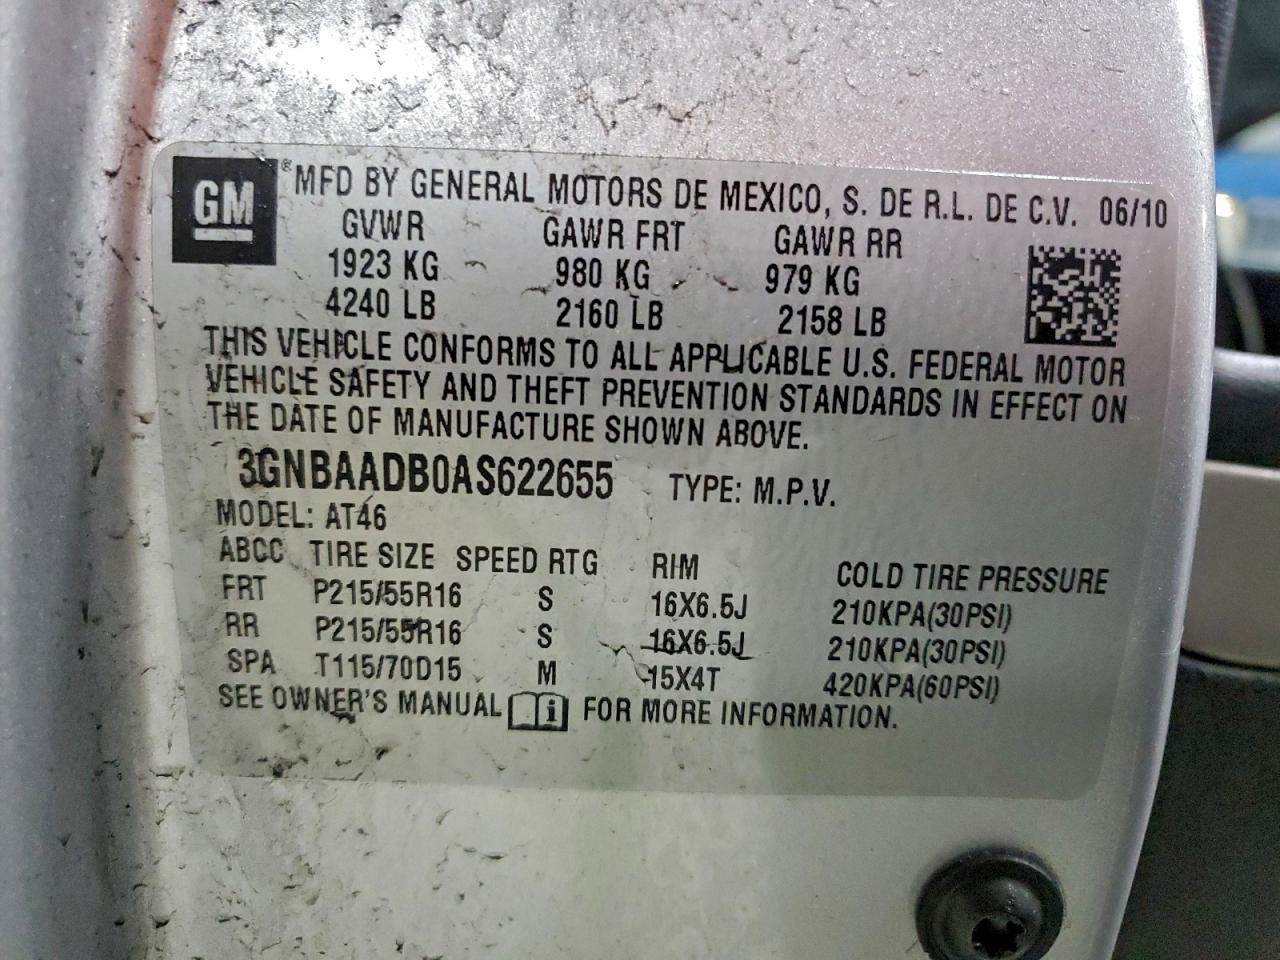 GM ® MFD BY GENERAL MOTORS DE MEXICO, S. DE R.L. DE C.V. 06/10
GVWR GAWR FRT GAWR RR
1923 KG 980 KG 979 KG
4240 LB 2160 LB 2158 LB
THIS VEHICLE CONFORMS TO ALL APPLICABLE U.S. FEDERAL MOTOR
VEHICLE SAFETY AND THEFT PREVENTION STANDARDS IN EFFECT ON
THE DATE OF MANUFACTURE SHOWN ABOVE.
3GNBAADB0AS622655 TYPE: M.P.V.
MODEL: AT46
ABCC TIRE SIZE SPEED RTG RIM COLD TIRE PRESSURE
FRT P215/55R16 S 16X6.5J 210KPA(30PSI)
RR P215/55R16 S 16X6.5J 210KPA(30PSI)
SPA T115/70D15 M 15X4T 420KPA(60PSI)
SEE OWNER'S MANUAL i FOR MORE INFORMATION.